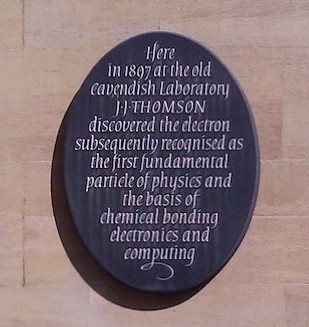 Here
in 1897 at the old
Cavendish Laboratory
J·J·THOMSON
discovered the electron
subsequently recognised as
the first fundamental
particle of physics and
the basis of
chemical bonding
electronics and
computing